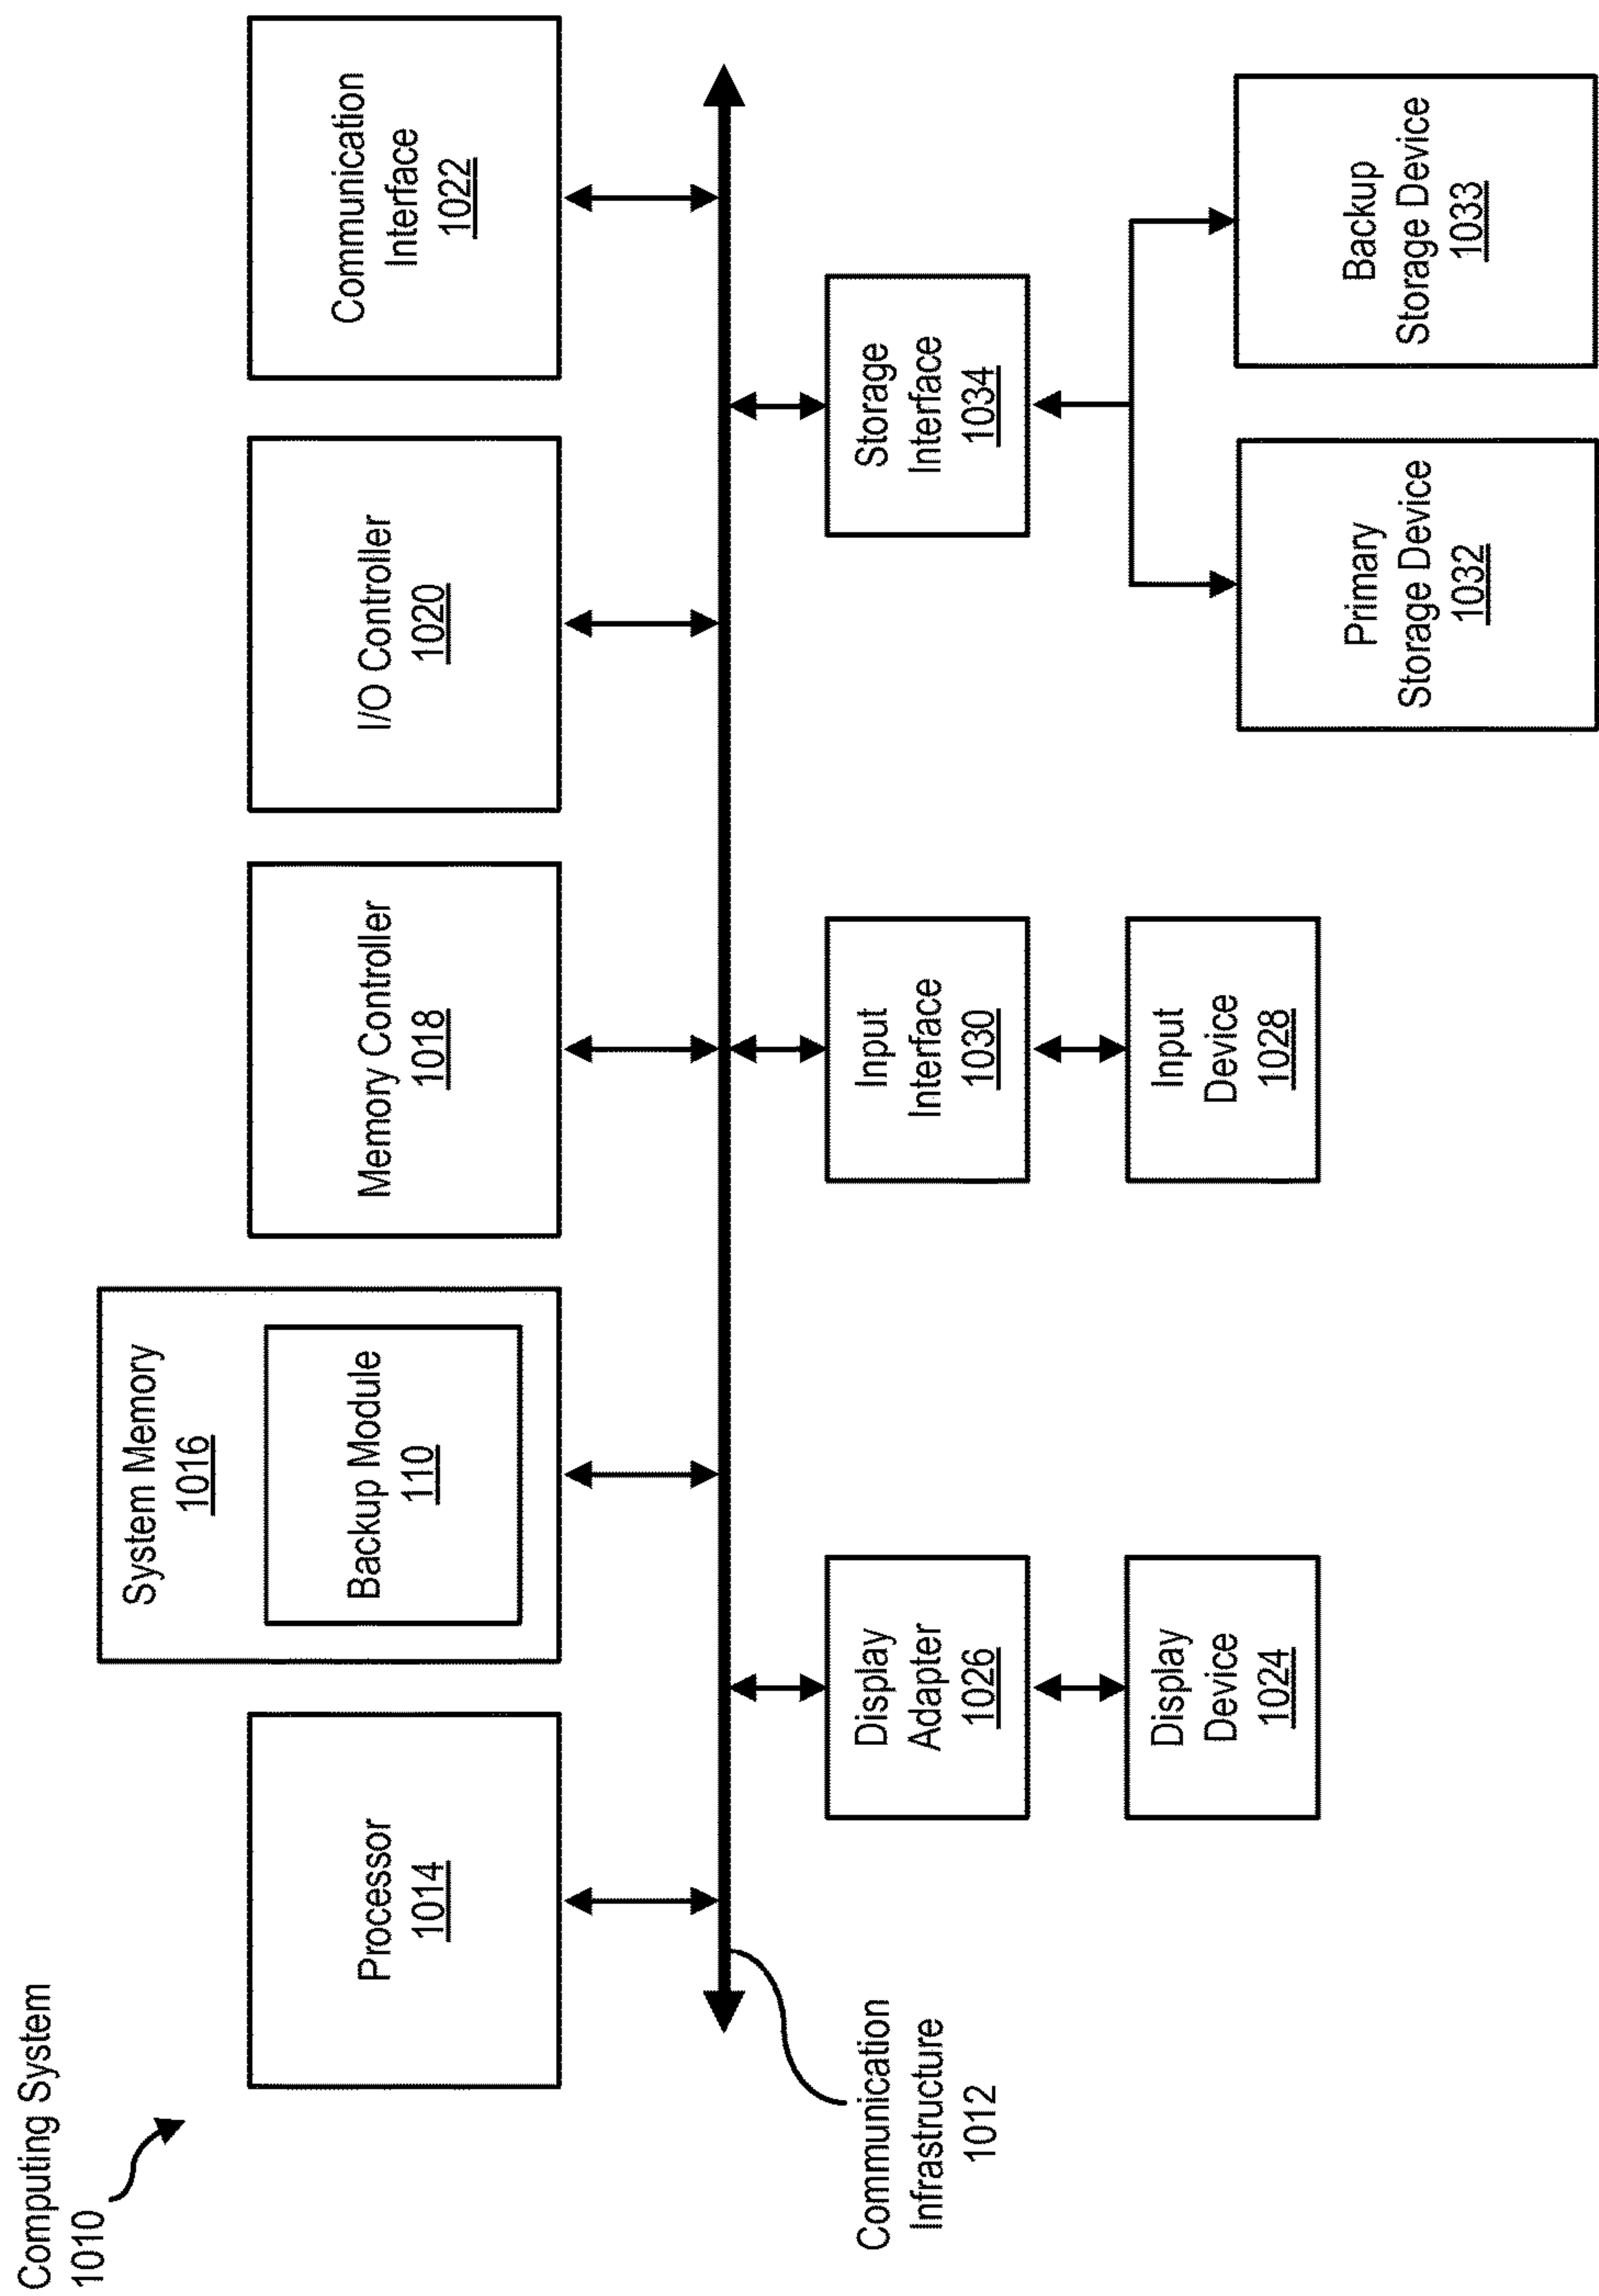 Computing System
1010
Processor
1014
System Memory
1016
Backup Module
110
Memory Controller
1018
I/O Controller
1020
Communication
Interface
1022
Communication
Infrastructure
1012
Display
Adapter
1026
Input
Interface
1030
Storage
Interface
1034
Display
Device
1024
Input
Device
1028
Primary
Storage Device
1032
Backup
Storage Device
1033